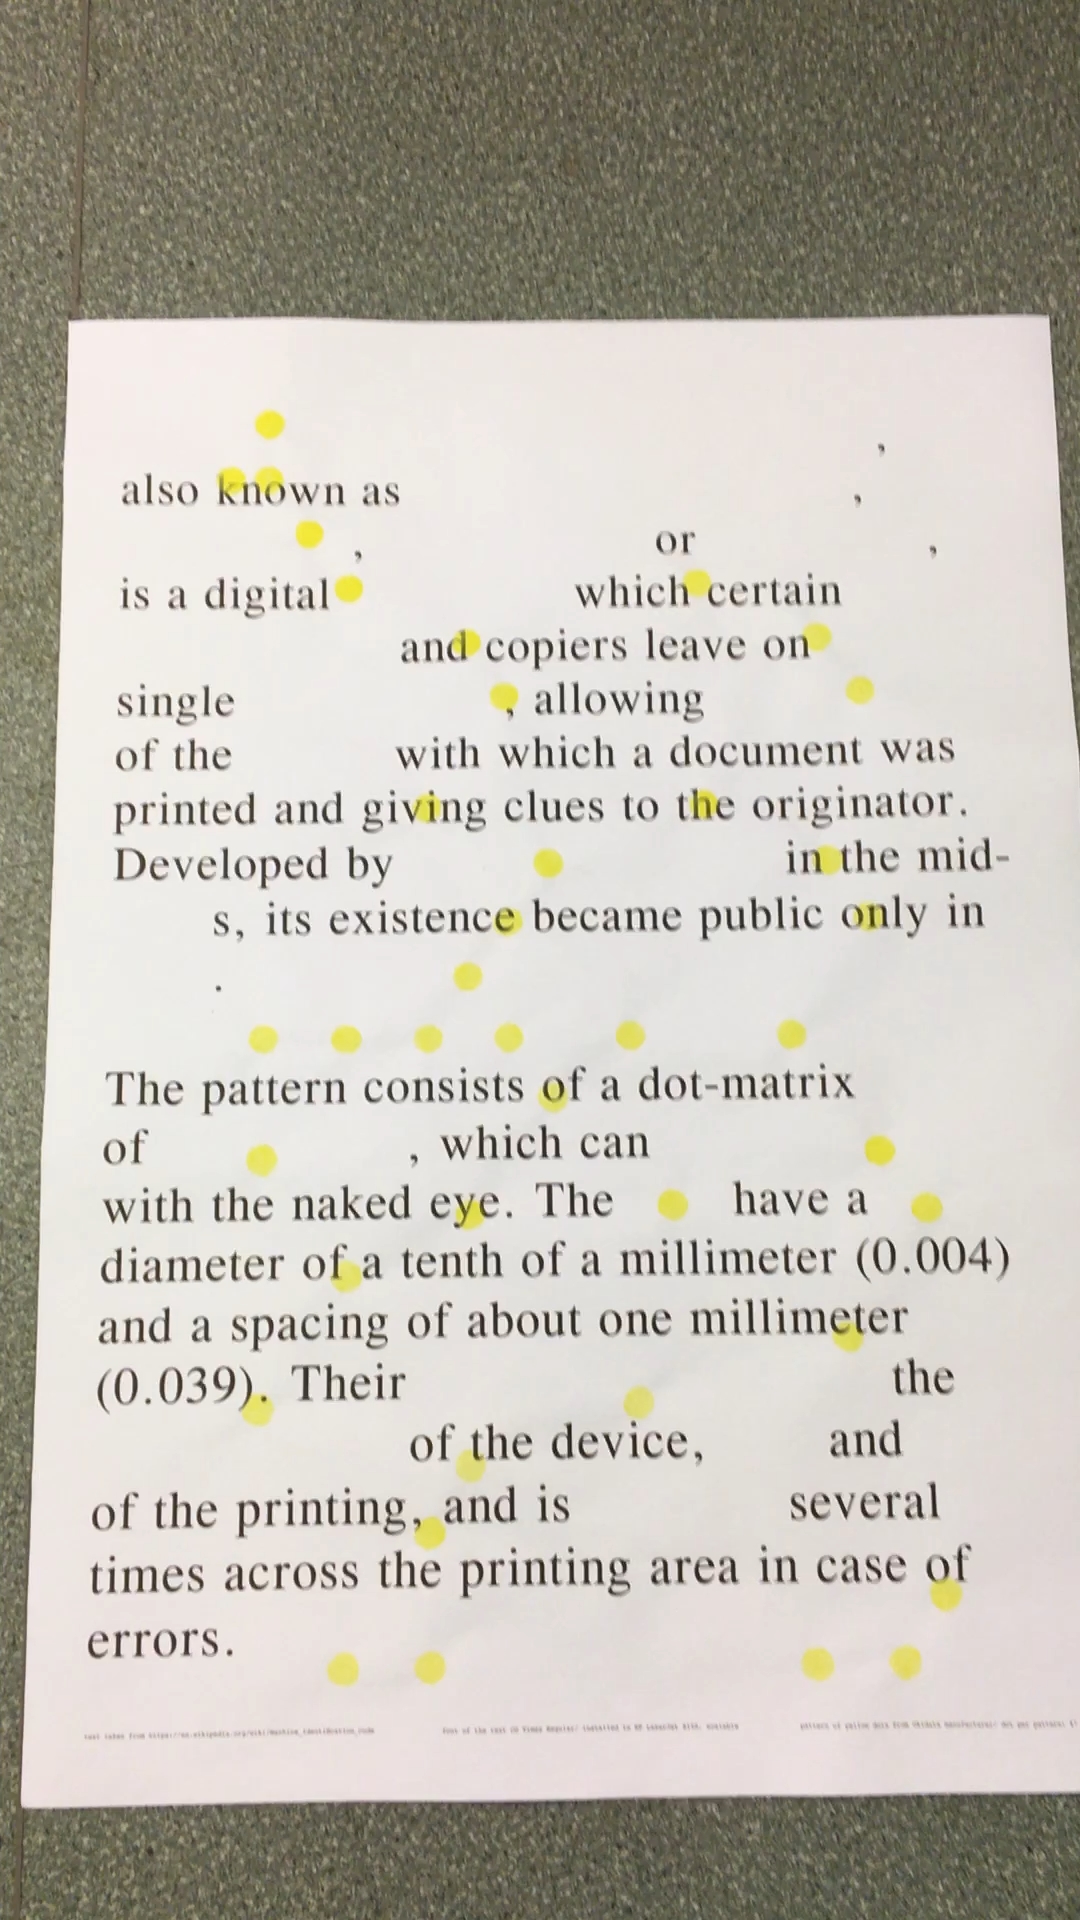 ,
also known as ,
, or ,
is a digital which certain
and copiers leave on
single , allowing
of the with which a document was
printed and giving clues to the originator.
Developed by in the mid-
s, its existence became public only in
.
The pattern consists of a dot-matrix
of , which can
with the naked eye. The have a
diameter of a tenth of a millimeter (0.004)
and a spacing of about one millimeter
(0.039). Their the
of the device, and
of the printing, and is several
times across the printing area in case of
errors.